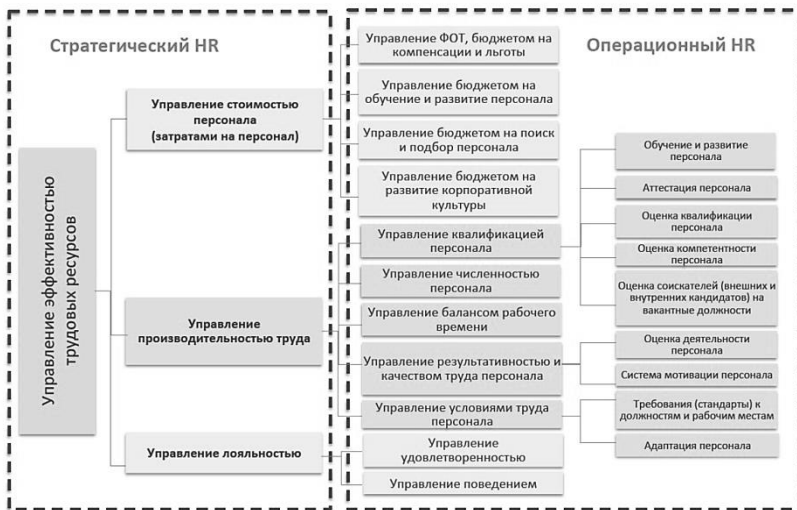 Стратегический HR
Операционный HR
Управление эффективностью
трудовых ресурсов
Управление стоимостью
персонала
(затратами на персонал)
Управление
производительностью труда
Управление лояльностью
Управление ФОТ, бюджетом на
компенсации и льготы
Управление бюджетом на
обучение и развитие персонала
Управление бюджетом на поиск
и подбор персонала
Управление бюджетом на
развитие корпоративной
культуры
Управление квалификацией
персонала
Управление численностью
персонала
Управление балансом рабочего
времени
Управление результативностью и
качеством труда персонала
Управление условиями труда
персонала
Управление
удовлетворенностью
Управление поведением
Обучение и развитие
персонала
Аттестация персонала
Оценка квалификации
персонала
Оценка компетентности
персонала
Оценка соискателей (внешних и
внутренних кандидатов) на
вакантные должности
Оценка деятельности
персонала
Система мотивации персонала
Требования (стандарты) к
должностям и рабочим местам
Адаптация персонала